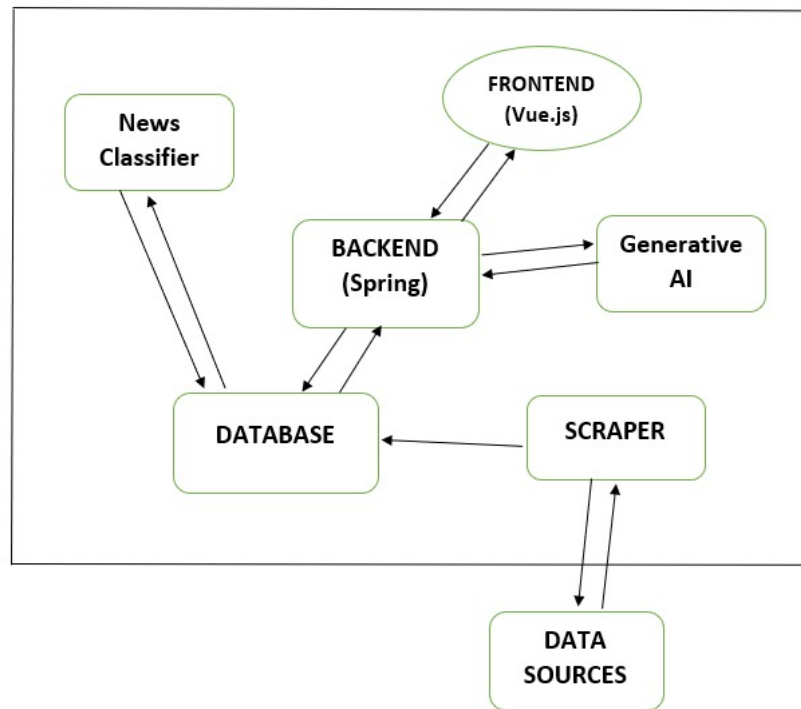 FRONTEND
(Vue.js)
News
Classifier
BACKEND
(Spring)
Generative
AI
DATABASE
SCRAPER
DATA
SOURCES